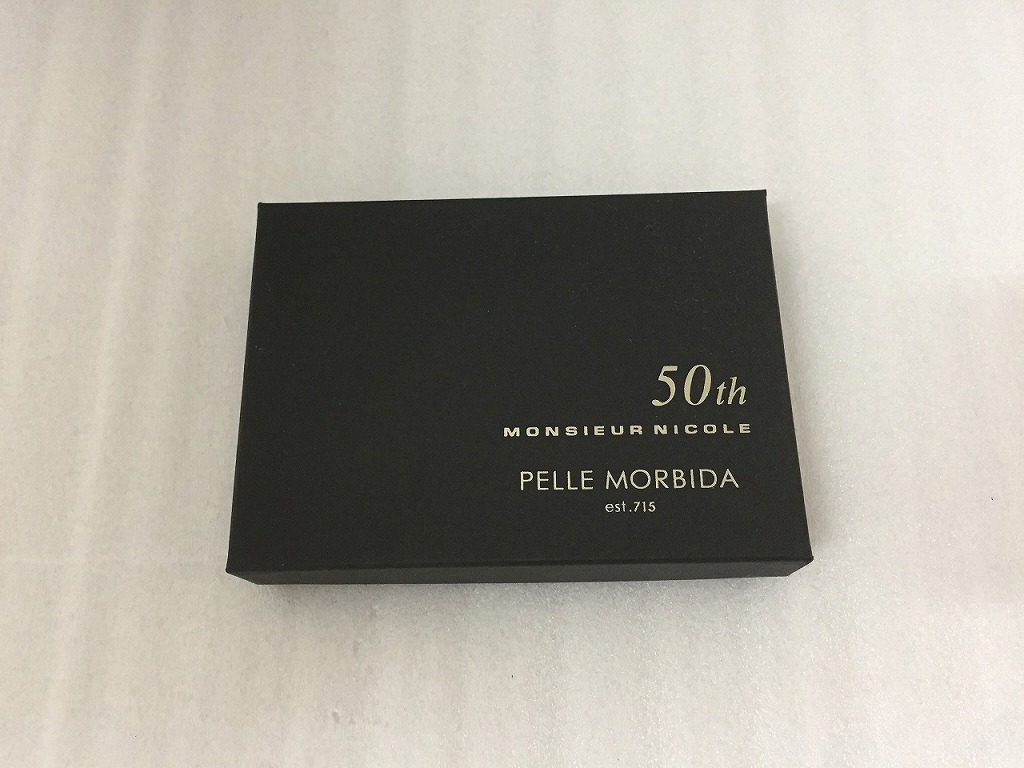 50th
MONSIEUR NICOLE
PELLE MORBIDA
est.715